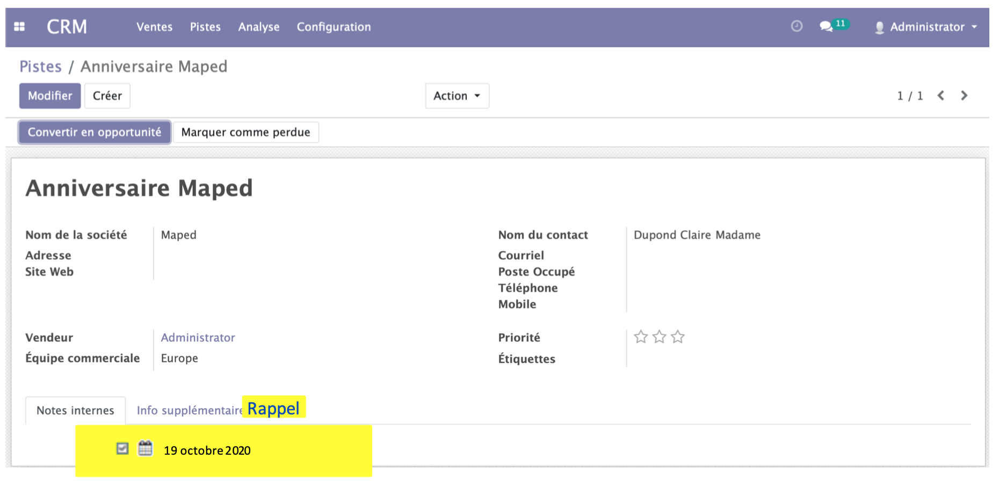 CRM Ventes Pistes Analyse Configuration 11 Administrator
Pistes / Anniversaire Maped
Modifier Créer Action 1 / 1
Convertir en opportunité Marquer comme perdue
Anniversaire Maped
Nom de la société Maped Nom du contact Dupond Claire Madame
Adresse Courriel
Site Web Poste Occupé
Téléphone
Mobile
Vendeur Administrator Priorité
Équipe commerciale Europe Étiquettes
Notes internes Info supplémentaire Rappel
19 octobre 2020